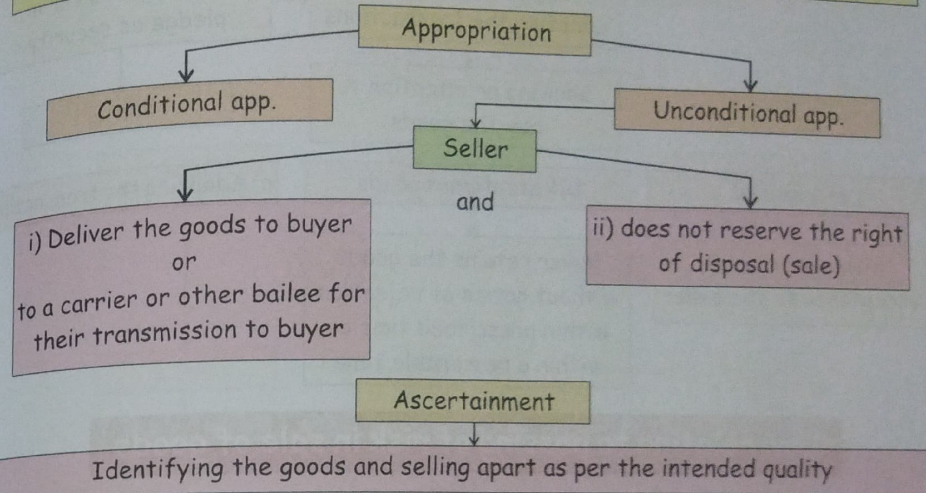 Appropriation
Conditional app.
Unconditional app.
Seller
i) Deliver the goods to buyer
or
to a carrier or other bailee for
their transmission to buyer
and
ii) does not reserve the right
of disposal (sale)
Ascertainment
Identifying the goods and selling apart as per the intended quality